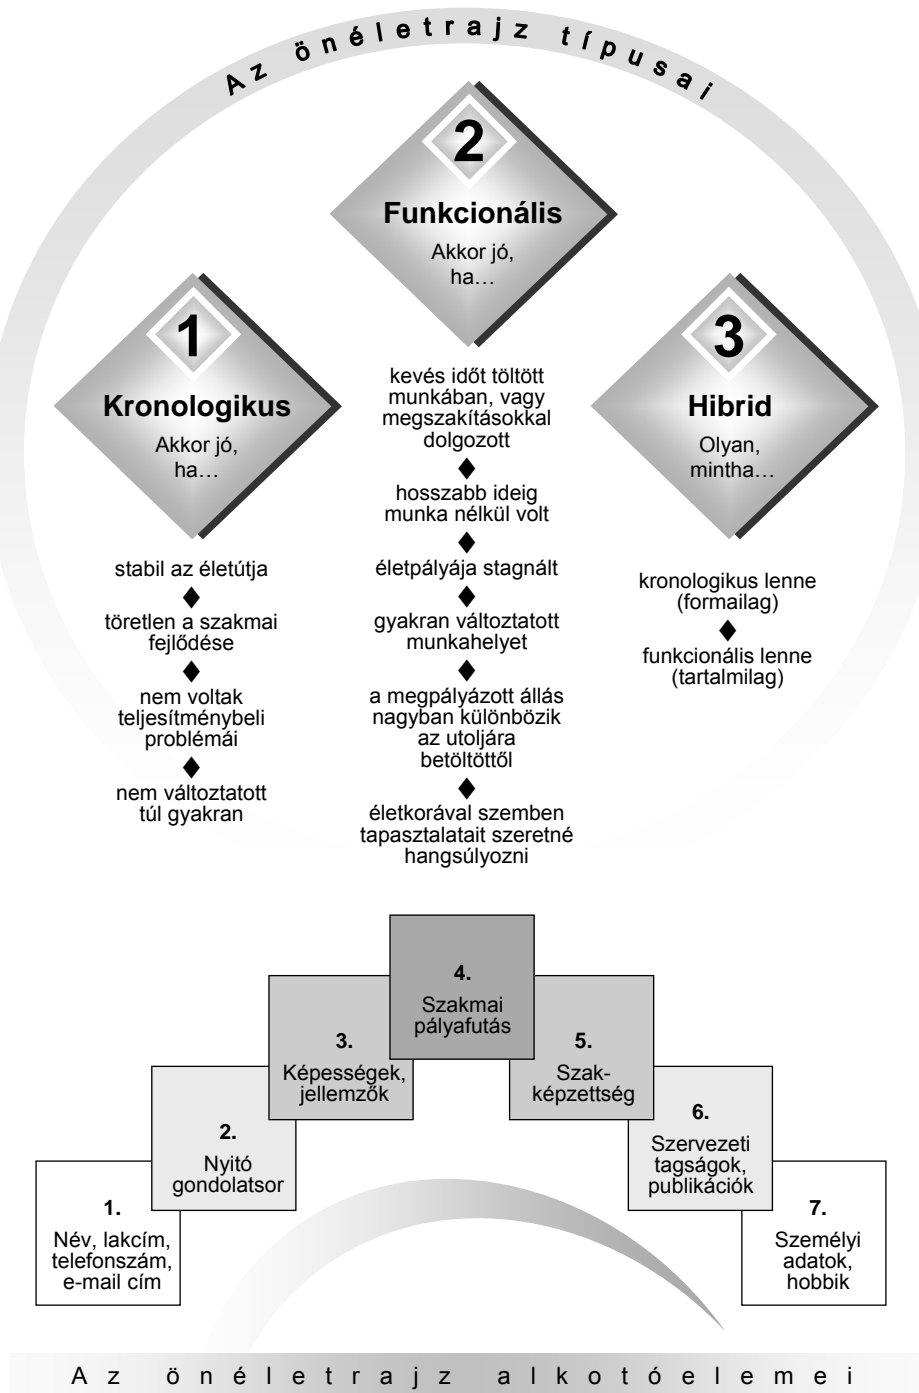 Az önéletrajz típusai
2
Funkcionális
Akkor jó,
ha…
kevés időt töltött
munkában, vagy
megszakításokkal
dolgozott
hosszabb ideig
munka nélkül volt
életpályája stagnált
gyakran változtatott
munkahelyet
a megpályázott állás
nagyban különbözik
az utoljára
betöltöttől
életkorával szemben
tapasztalatait szeretné
hangsúlyozni
1
Kronologikus
Akkor jó,
ha…
stabil az életútja
töretlen a szakmai
fejlődése
nem voltak
teljesítménybeli
problémái
nem változtatott
túl gyakran
3
Hibrid
Olyan,
mintha…
kronologikus lenne
(formailag)
funkcionális lenne
(tartalmilag)
1.
Név, lakcím,
telefonszám,
e-mail cím
2.
Nyitó
gondolatsor
3.
Képességek,
jellemzők
4.
Szakmai
pályafutás
5.
Szak-
képzettség
6.
Szervezeti
tagságok,
publikációk
7.
Személyi
adatok,
hobbik
Az önéletrajz alkotóelemei